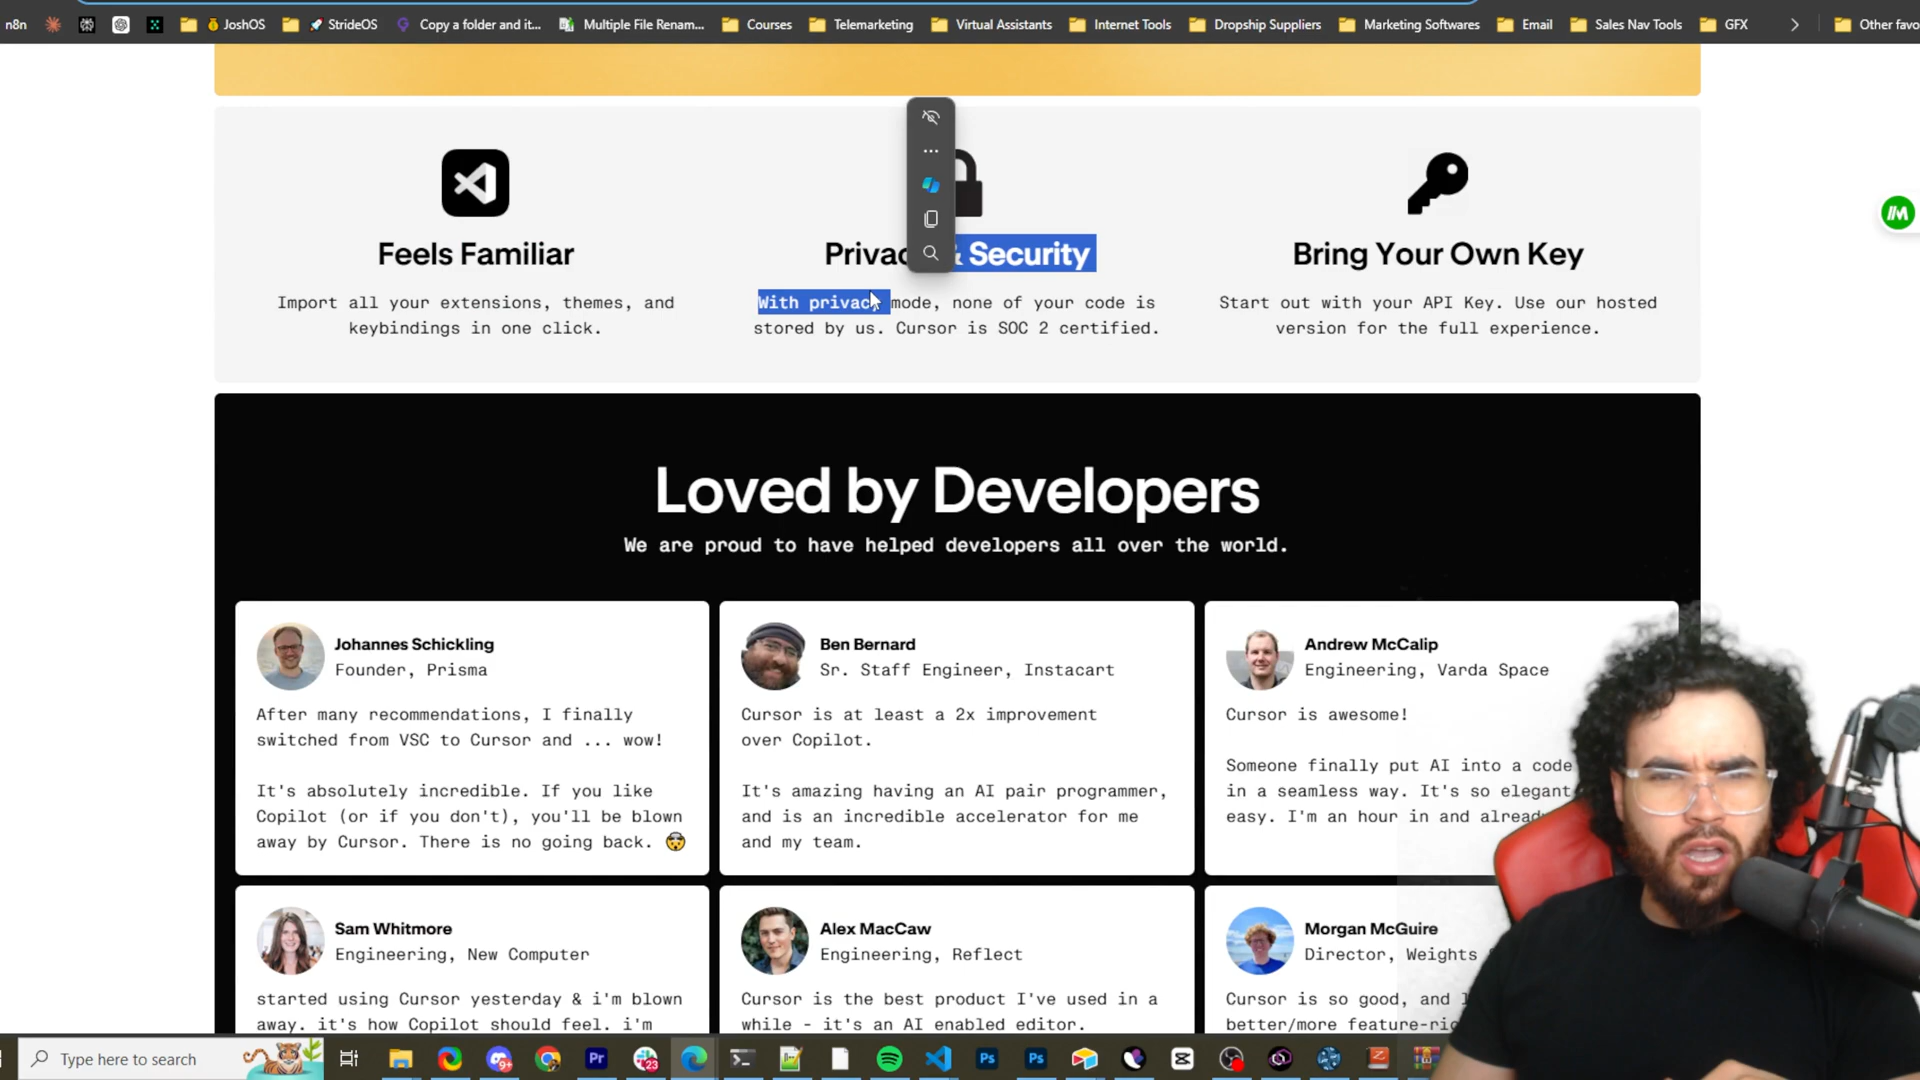 n8n JoshOS StrideOS Copy a folder and it... Multiple File Renam... Courses Telemarketing Virtual Assistants Internet Tools Dropship Suppliers Marketing Softwares Email Sales Nav Tools GFX Other favo
Feels Familiar
Import all your extensions, themes, and
keybindings in one click.
Privac & Security
With privacy mode, none of your code is
stored by us. Cursor is SOC 2 certified.
Bring Your Own Key
Start out with your API Key. Use our hosted
version for the full experience.
Loved by Developers
We are proud to have helped developers all over the world.
Johannes Schickling
Founder, Prisma
After many recommendations, I finally
switched from VSC to Cursor and ... wow!
It's absolutely incredible. If you like
Copilot (or if you don't), you'll be blown
away by Cursor. There is no going back. 🤯
Ben Bernard
Sr. Staff Engineer, Instacart
Cursor is at least a 2x improvement
over Copilot.
It's amazing having an AI pair programmer,
and is an incredible accelerator for me
and my team.
Andrew McCalip
Engineering, Varda Space
Cursor is awesome!
Someone finally put AI into a code
in a seamless way. It's so elegant
easy. I'm an hour in and alread
Sam Whitmore
Engineering, New Computer
started using Cursor yesterday & i'm blown
away. it's how Copilot should feel. i'm
Alex MacCaw
Engineering, Reflect
Cursor is the best product I've used in a
while - it's an AI enabled editor.
Morgan McGuire
Director, Weights
Cursor is so good, and I
better/more feature-ri
Type here to search
Pr
23
Ps
Ps